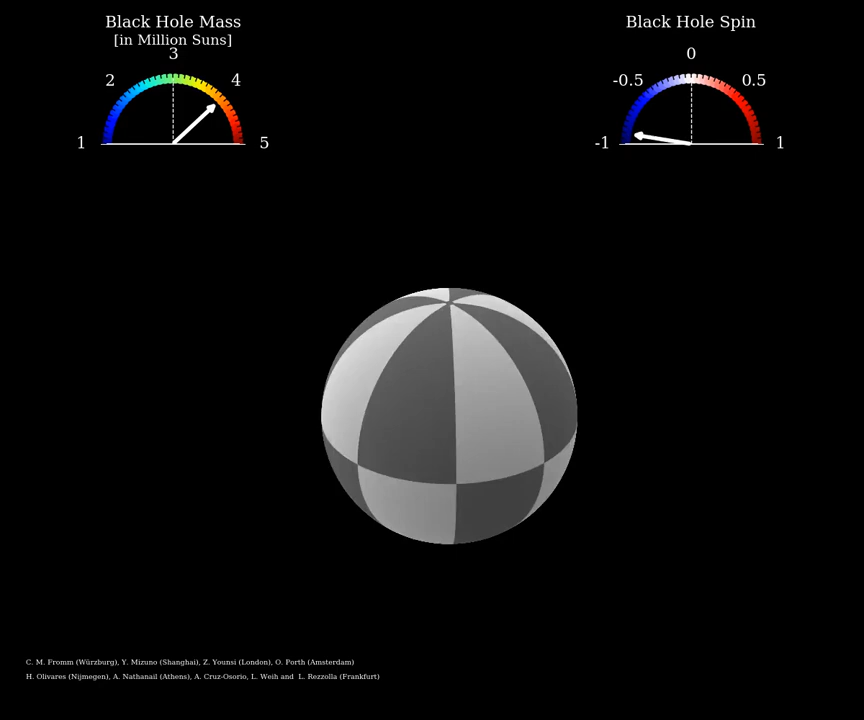 Black Hole Mass
[in Million Suns]
1
2
3
4
5
Black Hole Spin
-1
-0.5
0
0.5
1
C. M. Fromm (Würzburg), Y. Mizuno (Shanghai), Z. Younsi (London), O. Porth (Amsterdam)
H. Olivares (Nijmegen), A. Nathanail (Athens), A. Cruz-Osorio, L. Weih and L. Rezzolla (Frankfurt)